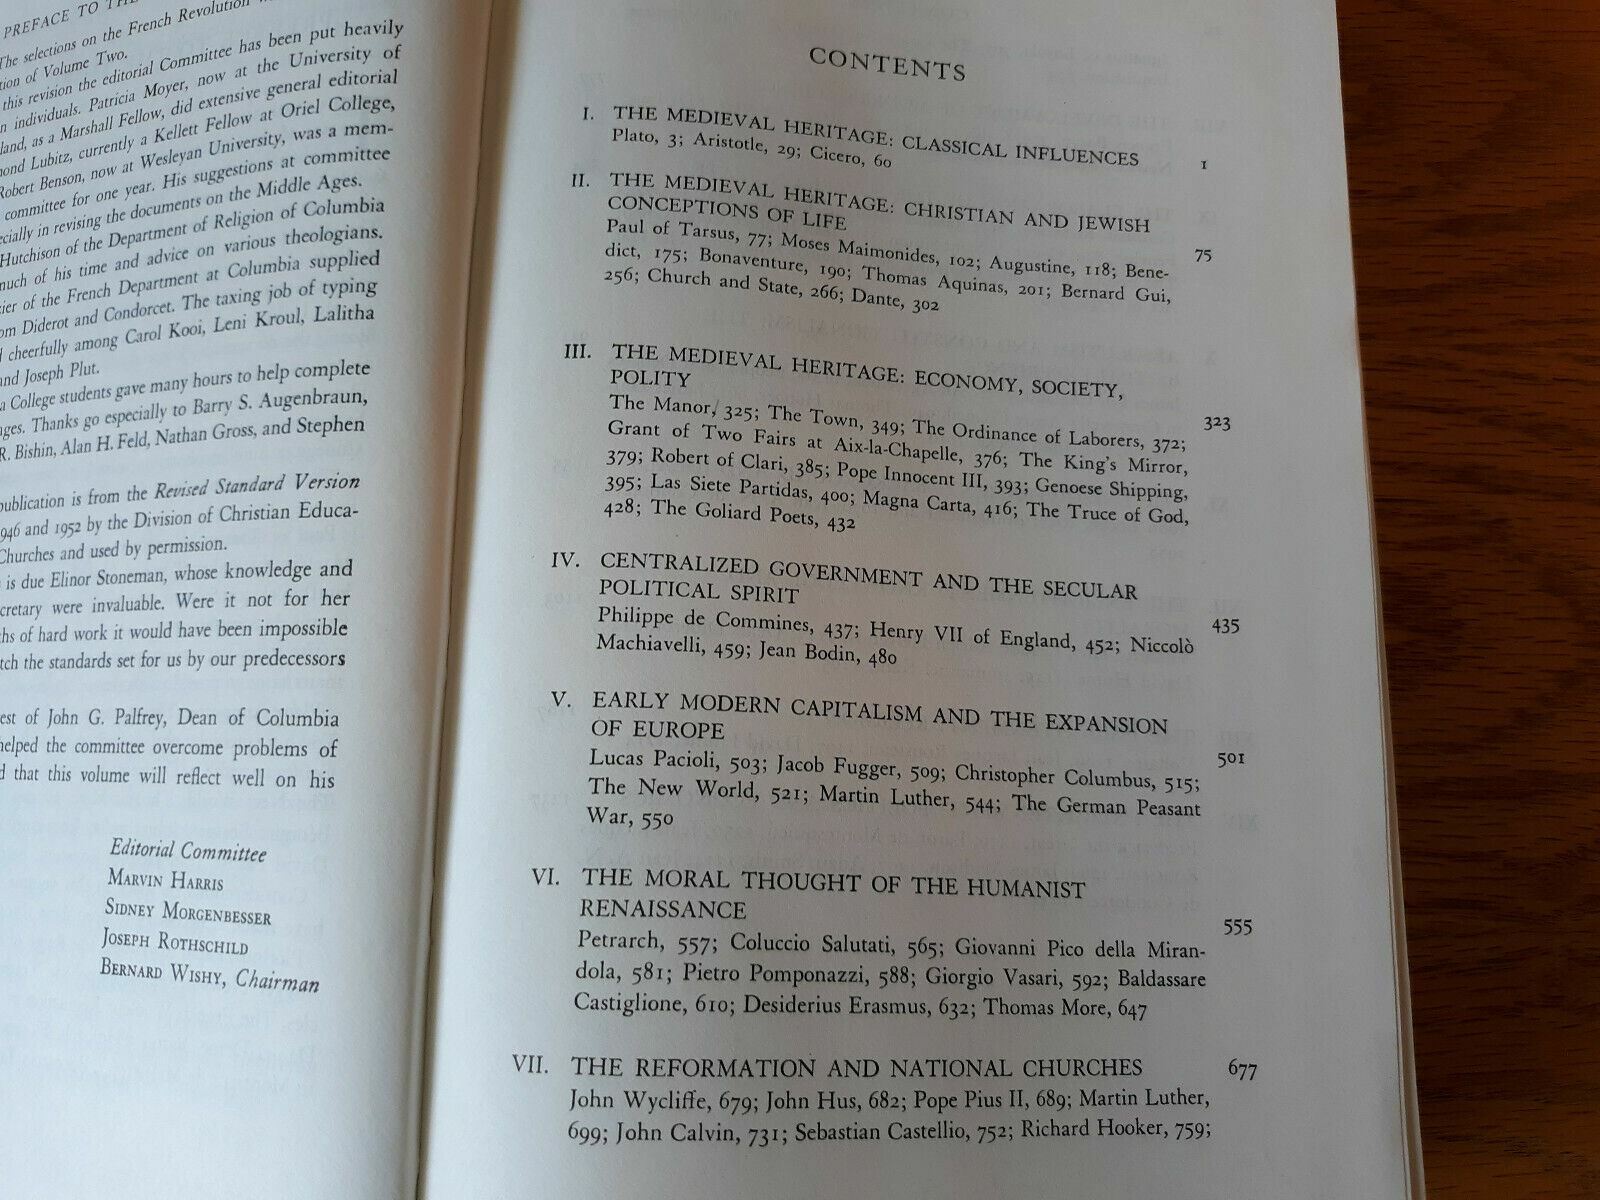 PREFACE TO THE
The selections on the French Revolution
tion of Volume Two.
this revision the editorial Committee has been put heavily
n individuals. Patricia Moyer, now at the University of
land, as a Marshall Fellow, did extensive general editorial
mond Lubitz, currently a Kellett Fellow at Oriel College,
Robert Benson, now at Wesleyan University, was a mem-
committee for one year. His suggestions at committee
cially in revising the documents on the Middle Ages.
Hutchison of the Department of Religion of Columbia
much of his time and advice on various theologians.
ier of the French Department at Columbia supplied
om Diderot and Condorcet. The taxing job of typing
d cheerfully among Carol Kooi, Leni Kroul, Lalitha
and Joseph Plut.
a College students gave many hours to help complete
ages. Thanks go especially to Barry S. Augenbraun,
R. Bishin, Alan H. Feld, Nathan Gross, and Stephen
publication is from the Revised Standard Version
946 and 1952 by the Division of Christian Educa-
Churches and used by permission.
is due Elinor Stoneman, whose knowledge and
cretary were invaluable. Were it not for her
hs of hard work it would have been impossible
tch the standards set for us by our predecessors
est of John G. Palfrey, Dean of Columbia
helped the committee overcome problems of
d that this volume will reflect well on his
Editorial Committee
MARVIN HARRIS
SIDNEY MORGENBESSER
JOSEPH ROTHSCHILD
BERNARD WISHY, Chairman
CONTENTS
I. THE MEDIEVAL HERITAGE: CLASSICAL INFLUENCES 1
Plato, 3; Aristotle, 29; Cicero, 60
II. THE MEDIEVAL HERITAGE: CHRISTIAN AND JEWISH
CONCEPTIONS OF LIFE 75
Paul of Tarsus, 77; Moses Maimonides, 102; Augustine, 118; Bene-
dict, 175; Bonaventure, 190; Thomas Aquinas, 201; Bernard Gui,
256; Church and State, 266; Dante, 302
III. THE MEDIEVAL HERITAGE: ECONOMY, SOCIETY,
POLITY 323
The Manor, 325; The Town, 349; The Ordinance of Laborers, 372;
Grant of Two Fairs at Aix-la-Chapelle, 376; The King's Mirror,
379; Robert of Clari, 385; Pope Innocent III, 393; Genoese Shipping,
395; Las Siete Partidas, 400; Magna Carta, 416; The Truce of God,
428; The Goliard Poets, 432
IV. CENTRALIZED GOVERNMENT AND THE SECULAR
POLITICAL SPIRIT 435
Philippe de Commines, 437; Henry VII of England, 452; Niccolò
Machiavelli, 459; Jean Bodin, 480
V. EARLY MODERN CAPITALISM AND THE EXPANSION
OF EUROPE 501
Lucas Pacioli, 503; Jacob Fugger, 509; Christopher Columbus, 515;
The New World, 521; Martin Luther, 544; The German Peasant
War, 550
VI. THE MORAL THOUGHT OF THE HUMANIST
RENAISSANCE 555
Petrarch, 557; Coluccio Salutati, 565; Giovanni Pico della Miran-
dola, 581; Pietro Pomponazzi, 588; Giorgio Vasari, 592; Baldassare
Castiglione, 610; Desiderius Erasmus, 632; Thomas More, 647
VII. THE REFORMATION AND NATIONAL CHURCHES 677
John Wycliffe, 679; John Hus, 682; Pope Pius II, 689; Martin Luther,
699; John Calvin, 731; Sebastian Castellio, 752; Richard Hooker, 759;